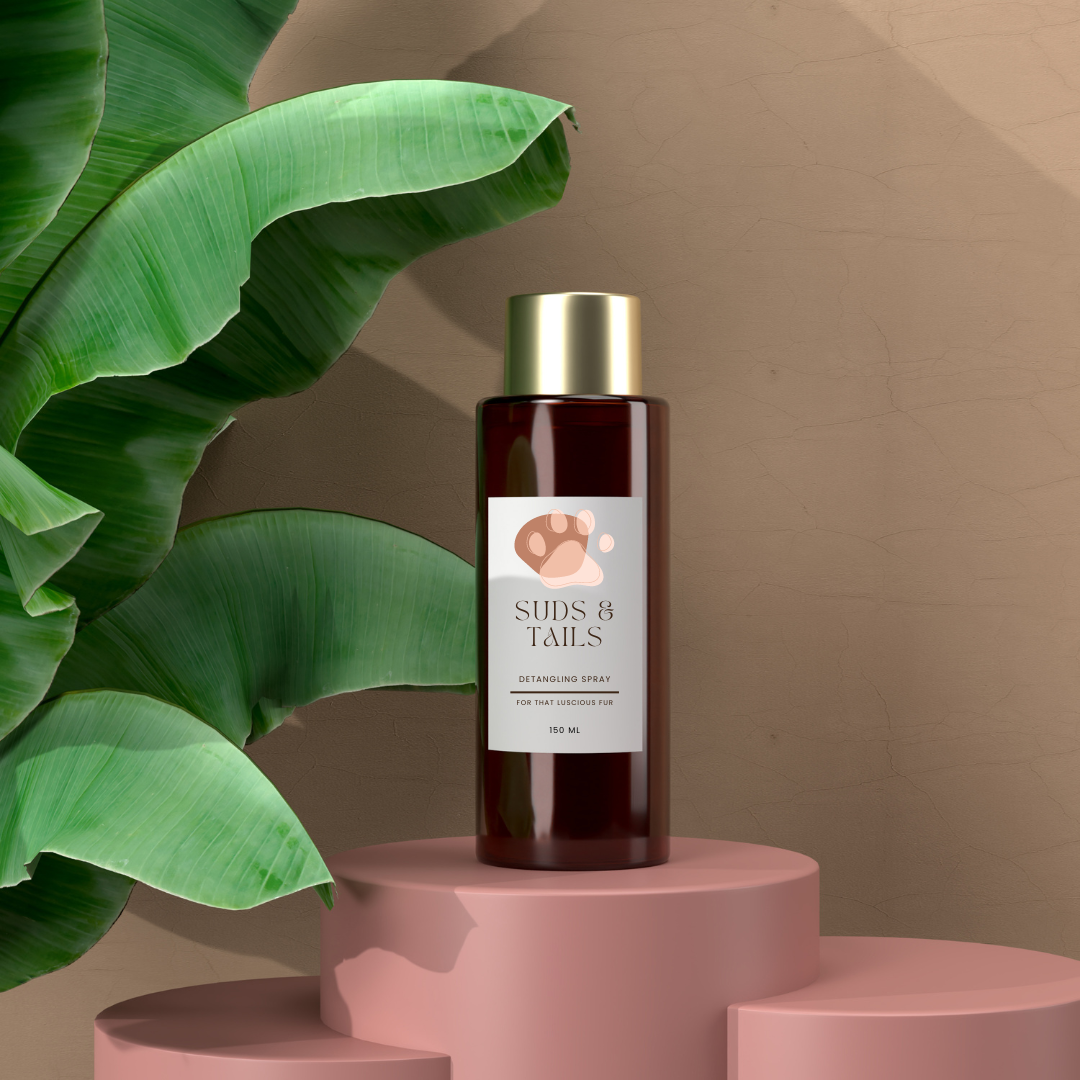 SUDS &
TAILS
DETANGLING SPRAY
FOR THAT LUSCIOUS FUR
150 ML